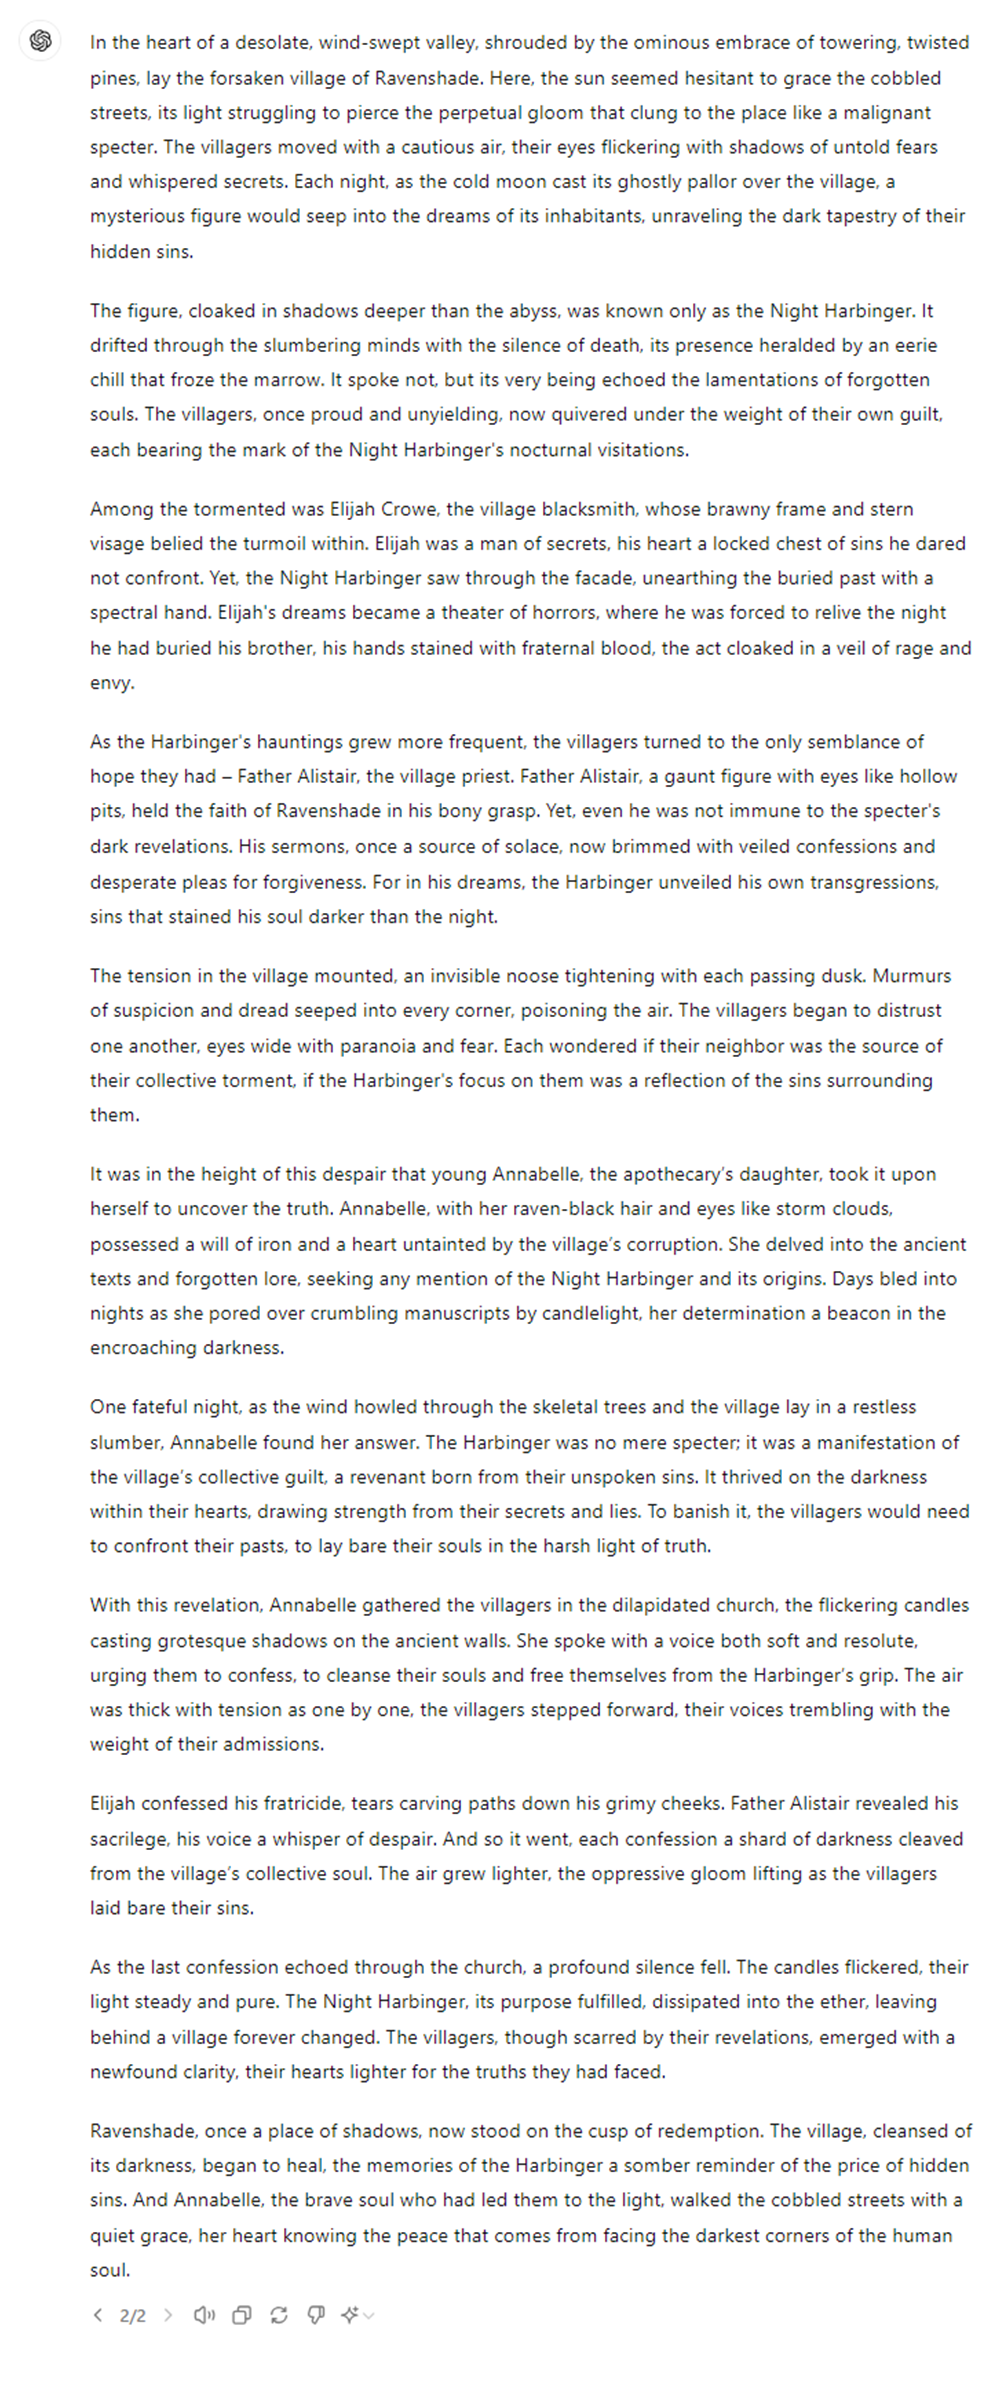 In the heart of a desolate, wind-swept valley, shrouded by the ominous embrace of towering, twisted
pines, lay the forsaken village of Ravenshade. Here, the sun seemed hesitant to grace the cobbled
streets, its light struggling to pierce the perpetual gloom that clung to the place like a malignant
specter. The villagers moved with a cautious air, their eyes flickering with shadows of untold fears
and whispered secrets. Each night, as the cold moon cast its ghostly pallor over the village, a
mysterious figure would seep into the dreams of its inhabitants, unraveling the dark tapestry of their
hidden sins.
The figure, cloaked in shadows deeper than the abyss, was known only as the Night Harbinger. It
drifted through the slumbering minds with the silence of death, its presence heralded by an eerie
chill that froze the marrow. It spoke not, but its very being echoed the lamentations of forgotten
souls. The villagers, once proud and unyielding, now quivered under the weight of their own guilt,
each bearing the mark of the Night Harbinger's nocturnal visitations.
Among the tormented was Elijah Crowe, the village blacksmith, whose brawny frame and stern
visage belied the turmoil within. Elijah was a man of secrets, his heart a locked chest of sins he dared
not confront. Yet, the Night Harbinger saw through the facade, unearthing the buried past with a
spectral hand. Elijah's dreams became a theater of horrors, where he was forced to relive the night
he had buried his brother, his hands stained with fraternal blood, the act cloaked in a veil of rage and
envy.
As the Harbinger's hauntings grew more frequent, the villagers turned to the only semblance of
hope they had – Father Alistair, the village priest. Father Alistair, a gaunt figure with eyes like hollow
pits, held the faith of Ravenshade in his bony grasp. Yet, even he was not immune to the specter's
dark revelations. His sermons, once a source of solace, now brimmed with veiled confessions and
desperate pleas for forgiveness. For in his dreams, the Harbinger unveiled his own transgressions,
sins that stained his soul darker than the night.
The tension in the village mounted, an invisible noose tightening with each passing dusk. Murmurs
of suspicion and dread seeped into every corner, poisoning the air. The villagers began to distrust
one another, eyes wide with paranoia and fear. Each wondered if their neighbor was the source of
their collective torment, if the Harbinger's focus on them was a reflection of the sins surrounding
them.
It was in the height of this despair that young Annabelle, the apothecary's daughter, took it upon
herself to uncover the truth. Annabelle, with her raven-black hair and eyes like storm clouds,
possessed a will of iron and a heart untainted by the village's corruption. She delved into the ancient
texts and forgotten lore, seeking any mention of the Night Harbinger and its origins. Days bled into
nights as she pored over crumbling manuscripts by candlelight, her determination a beacon in the
encroaching darkness.
One fateful night, as the wind howled through the skeletal trees and the village lay in a restless
slumber, Annabelle found her answer. The Harbinger was no mere specter; it was a manifestation of
the village's collective guilt, a revenant born from their unspoken sins. It thrived on the darkness
within their hearts, drawing strength from their secrets and lies. To banish it, the villagers would need
to confront their pasts, to lay bare their souls in the harsh light of truth.
With this revelation, Annabelle gathered the villagers in the dilapidated church, the flickering candles
casting grotesque shadows on the ancient walls. She spoke with a voice both soft and resolute,
urging them to confess, to cleanse their souls and free themselves from the Harbinger's grip. The air
was thick with tension as one by one, the villagers stepped forward, their voices trembling with the
weight of their admissions.
Elijah confessed his fratricide, tears carving paths down his grimy cheeks. Father Alistair revealed his
sacrilege, his voice a whisper of despair. And so it went, each confession a shard of darkness cleaved
from the village's collective soul. The air grew lighter, the oppressive gloom lifting as the villagers
laid bare their sins.
As the last confession echoed through the church, a profound silence fell. The candles flickered, their
light steady and pure. The Night Harbinger, its purpose fulfilled, dissipated into the ether, leaving
behind a village forever changed. The villagers, though scarred by their revelations, emerged with a
newfound clarity, their hearts lighter for the truths they had faced.
Ravenshade, once a place of shadows, now stood on the cusp of redemption. The village, cleansed of
its darkness, began to heal, the memories of the Harbinger a somber reminder of the price of hidden
sins. And Annabelle, the brave soul who had led them to the light, walked the cobbled streets with a
quiet grace, her heart knowing the peace that comes from facing the darkest corners of the human
soul.
2/2